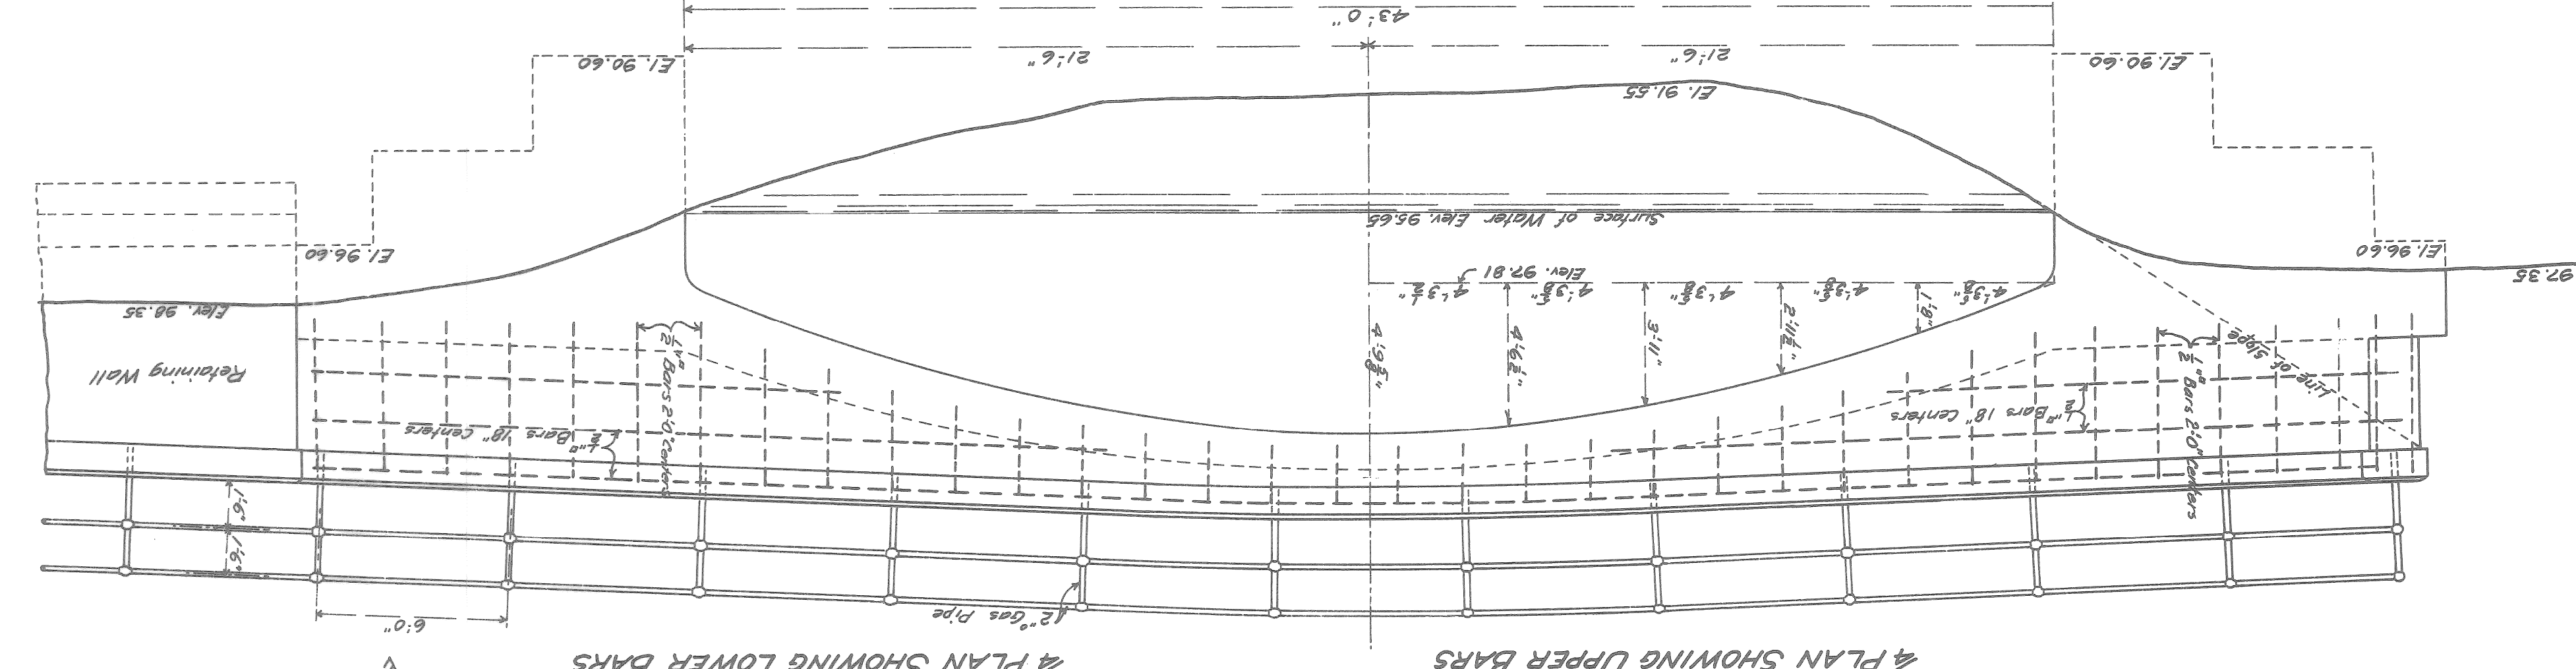 4 PLAN SHOWING UPPER BARS
4 PLAN SHOWING LOWER BARS
6'-0"
2"° Gas Pipe
1'-6"
1'-6"
½"□ Bars 2'-0" Centers
½"□ Bars 18" Centers
½"□ Bars 2'-0" Centers
½"□ Bars 18" Centers
Line of Slope
Retaining Wall
1'-8"
2'-11½"
3'-11"
4'-6½"
4'-9⅝"
Elev. 98.35
4'-3⅝"
4'-3⅝"
4'-3⅝"
4'-3⅝"
4'-3½"
Elev. 97.81
97.35
El. 96.60
El. 96.60
Surface of Water Elev. 95.65
El. 91.55
El. 90.60
El. 90.60
21'-6"
21'-6"
43'-0"